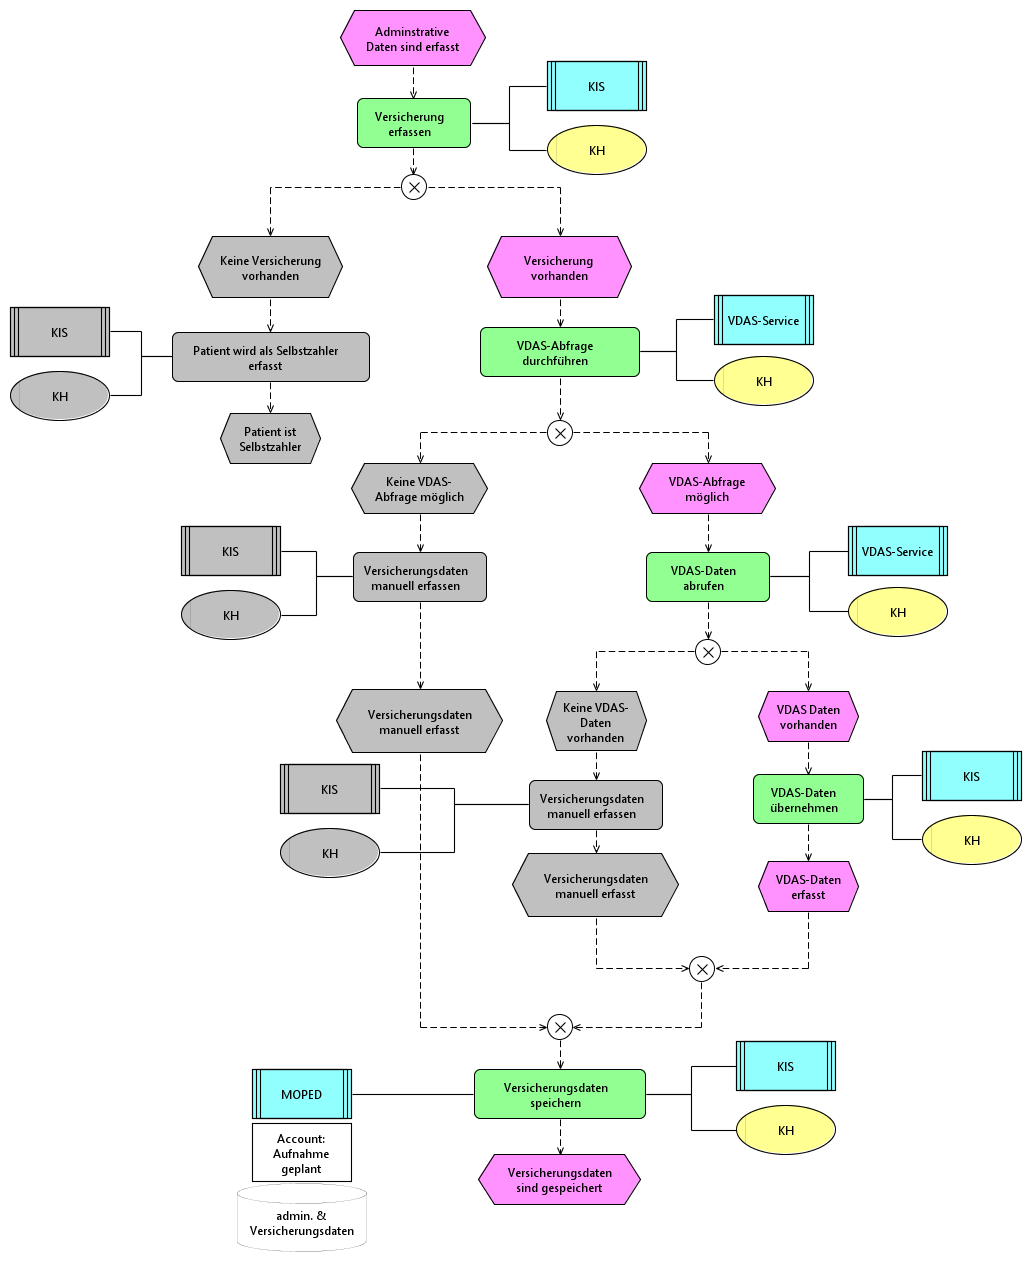 Adminstrative
Daten sind erfasst
KIS
Versicherung
erfassen
KH
Keine Versicherung
vorhanden
Versicherung
vorhanden
KIS
Patient wird als Selbstzahler
erfasst
KH
VDAS-Abfrage
durchführen
VDAS-Service
KH
Patient ist
Selbstzahler
Keine VDAS-
Abfrage möglich
VDAS-Abfrage
möglich
KIS
Versicherungsdaten
manuell erfassen
KH
VDAS-Daten
abrufen
VDAS-Service
KH
Versicherungsdaten
manuell erfasst
Keine VDAS-
Daten
vorhanden
VDAS Daten
vorhanden
KIS
KH
Versicherungsdaten
manuell erfassen
VDAS-Daten
übernehmen
KIS
KH
Versicherungsdaten
manuell erfasst
VDAS-Daten
erfasst
MOPED
Versicherungsdaten
speichern
KIS
KH
Account:
Aufnahme
geplant
Versicherungsdaten
sind gespeichert
admin. &
Versicherungsdaten